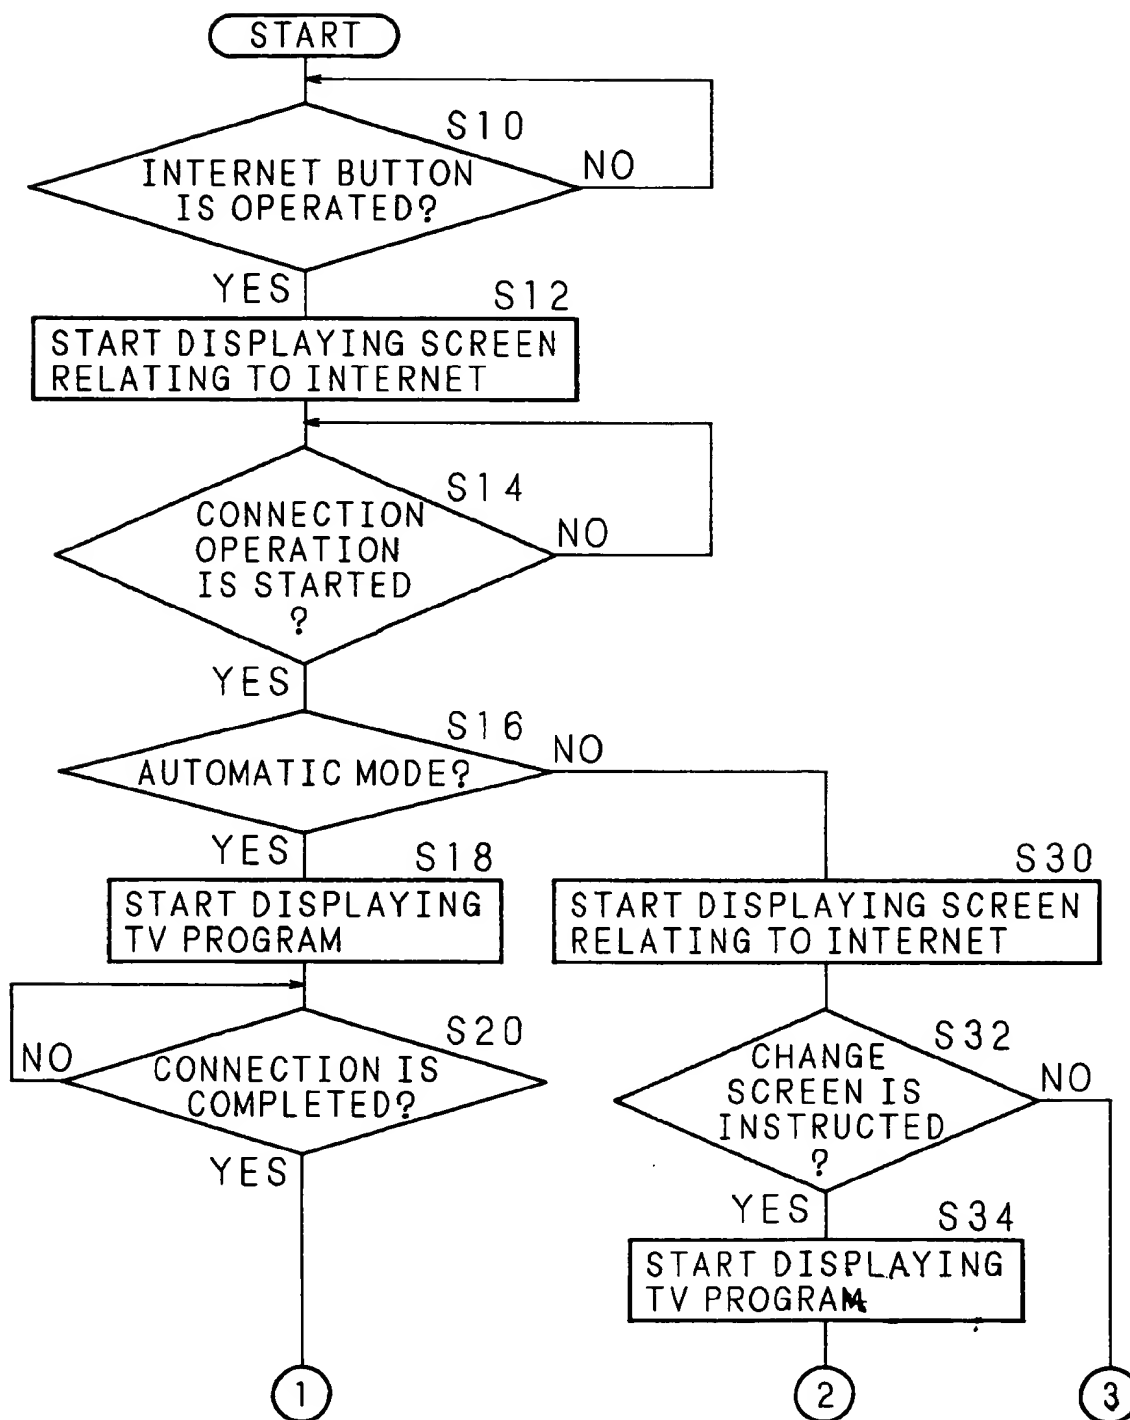 START
S10
INTERNET BUTTON
IS OPERATED?
NO
YES
S12
START DISPLAYING SCREEN
RELATING TO INTERNET
S14
CONNECTION
OPERATION
IS STARTED
?
NO
YES
S16
AUTOMATIC MODE?
NO
YES
S18
START DISPLAYING
TV PROGRAM
S30
START DISPLAYING SCREEN
RELATING TO INTERNET
S20
CONNECTION IS
COMPLETED?
NO
YES
S32
CHANGE
SCREEN IS
INSTRUCTED
?
NO
YES
S34
START DISPLAYING
TV PROGRAM
1
2
3